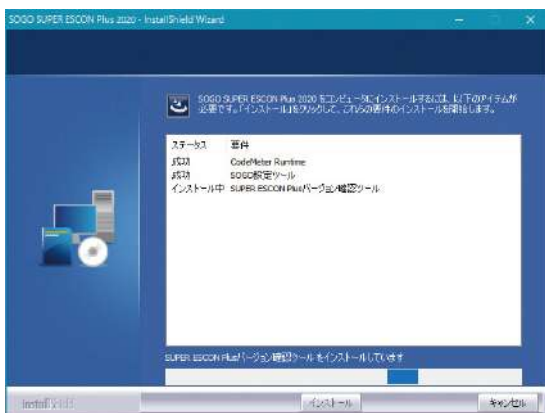 SOGO SUPER ESCON Plus 2020 - InstallShield Wizard
SOGO SUPER ESCON Plus 2020 をコンピュータにインストールするには、以下のアイテムが
必要です。「インストール」をクリックして、これらの要件のインストールを開始します。
ステータス 要件
成功 CodeMeter Runtime
成功 SOGO設定ツール
インストール中 SUPER ESCON Plusバージョン確認ツール
SUPER ESCON Plusバージョン確認ツール をインストールしています
InstallShield
インストール
キャンセル